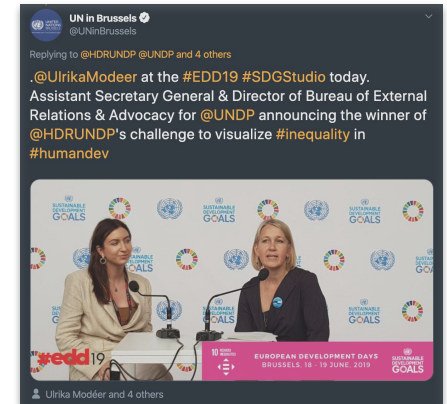 UN in Brussels
@UNinBrussels
Replying to @HDRUNDP @UNDP and 4 others
.@UlrikaModeer at the #EDD19 #SDGStudio today.
Assistant Secretary General & Director of Bureau of External
Relations & Advocacy for @UNDP announcing the winner of
@HDRUNDP's challenge to visualize #inequality in
#humandev
SUSTAINABLE
DEVELOPMENT
GOALS
SUSTAINABLE
DEVELOPMENT
GOALS
SUSTAINABLE
DEVELOPMENT
GOALS
#edd19
10
EUROPEAN DEVELOPMENT DAYS
BRUSSELS, 18 - 19 JUNE, 2019
SUSTAINABLE
DEVELOPMENT
GOALS
Ulrika Modéer and 4 others